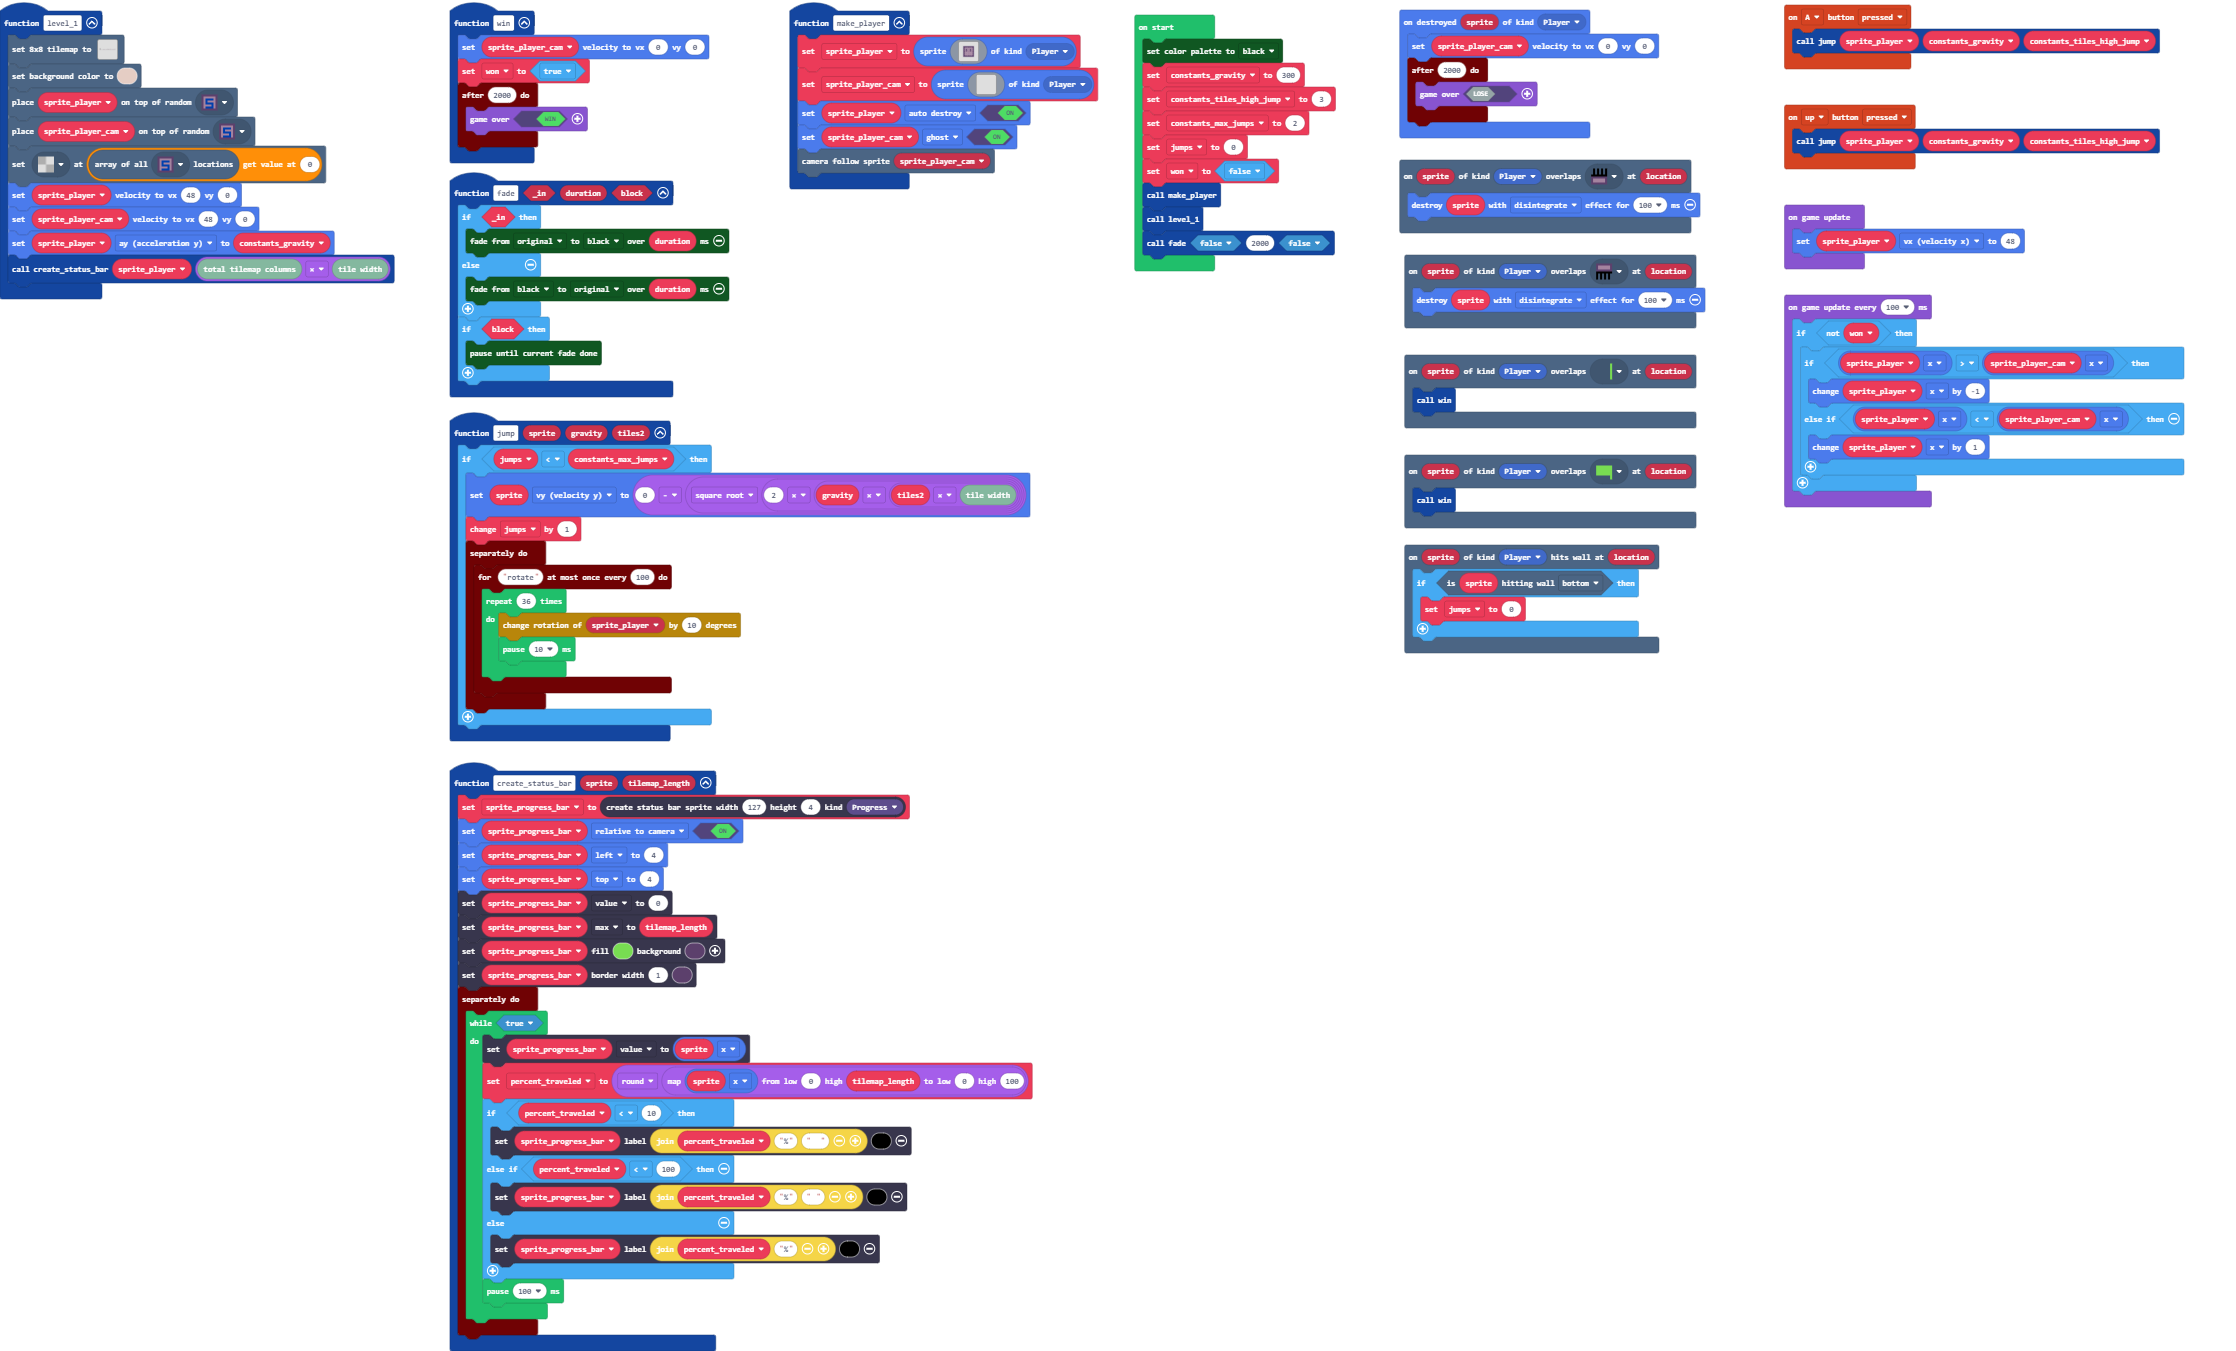 function level_1
set 8x8 tilemap to
set background color to
place sprite_player on top of random
place sprite_player_cam on top of random
set at array of all locations get value at 0
set sprite_player velocity to vx 48 vy 0
set sprite_player_cam velocity to vx 48 vy 0
set sprite_player ay (acceleration y) to constants_gravity
call create_status_bar sprite_player total tilemap columns × tile width
function win
set sprite_player_cam velocity to vx 0 vy 0
set won to true
after 2000 do
game over WIN
function fade _in duration block
if _in then
fade from original to black over duration ms
else
fade from black to original over duration ms
if block then
pause until current fade done
function jump sprite gravity tiles2
if jumps < constants_max_jumps then
set sprite vy (velocity y) to 0 - square root 2 × gravity × tiles2 × tile width
change jumps by 1
separately do
for "rotate" at most once every 100 do
repeat 36 times
do
change rotation of sprite_player by 10 degrees
pause 10 ms
function create_status_bar sprite tilemap_length
set sprite_progress_bar to create status bar sprite width 127 height 4 kind Progress
set sprite_progress_bar relative to camera ON
set sprite_progress_bar left to 4
set sprite_progress_bar top to 4
set sprite_progress_bar value to 0
set sprite_progress_bar max to tilemap_length
set sprite_progress_bar fill background
set sprite_progress_bar border width 1
separately do
while true
do
set sprite_progress_bar value to sprite x
set percent_traveled to round map sprite x from low 0 high tilemap_length to low 0 high 100
if percent_traveled < 10 then
set sprite_progress_bar label join percent_traveled "%" "  "
else if percent_traveled < 100 then
set sprite_progress_bar label join percent_traveled "%" " "
else
set sprite_progress_bar label join percent_traveled "%"
pause 100 ms
function make_player
set sprite_player to sprite of kind Player
set sprite_player_cam to sprite of kind Player
set sprite_player auto destroy ON
set sprite_player_cam ghost ON
camera follow sprite sprite_player_cam
on start
set color palette to black
set constants_gravity to 300
set constants_tiles_high_jump to 3
set constants_max_jumps to 2
set jumps to 0
set won to false
call make_player
call level_1
call fade false 2000 false
on destroyed sprite of kind Player
set sprite_player_cam velocity to vx 0 vy 0
after 2000 do
game over LOSE
on sprite of kind Player overlaps at location
destroy sprite with disintegrate effect for 100 ms
on sprite of kind Player overlaps at location
destroy sprite with disintegrate effect for 100 ms
on sprite of kind Player overlaps at location
call win
on sprite of kind Player overlaps at location
call win
on sprite of kind Player hits wall at location
if is sprite hitting wall bottom then
set jumps to 0
on A button pressed
call jump sprite_player constants_gravity constants_tiles_high_jump
on up button pressed
call jump sprite_player constants_gravity constants_tiles_high_jump
on game update
set sprite_player vx (velocity x) to 48
on game update every 100 ms
if not won then
if sprite_player x > sprite_player_cam x then
change sprite_player x by -1
else if sprite_player x < sprite_player_cam x then
change sprite_player x by 1